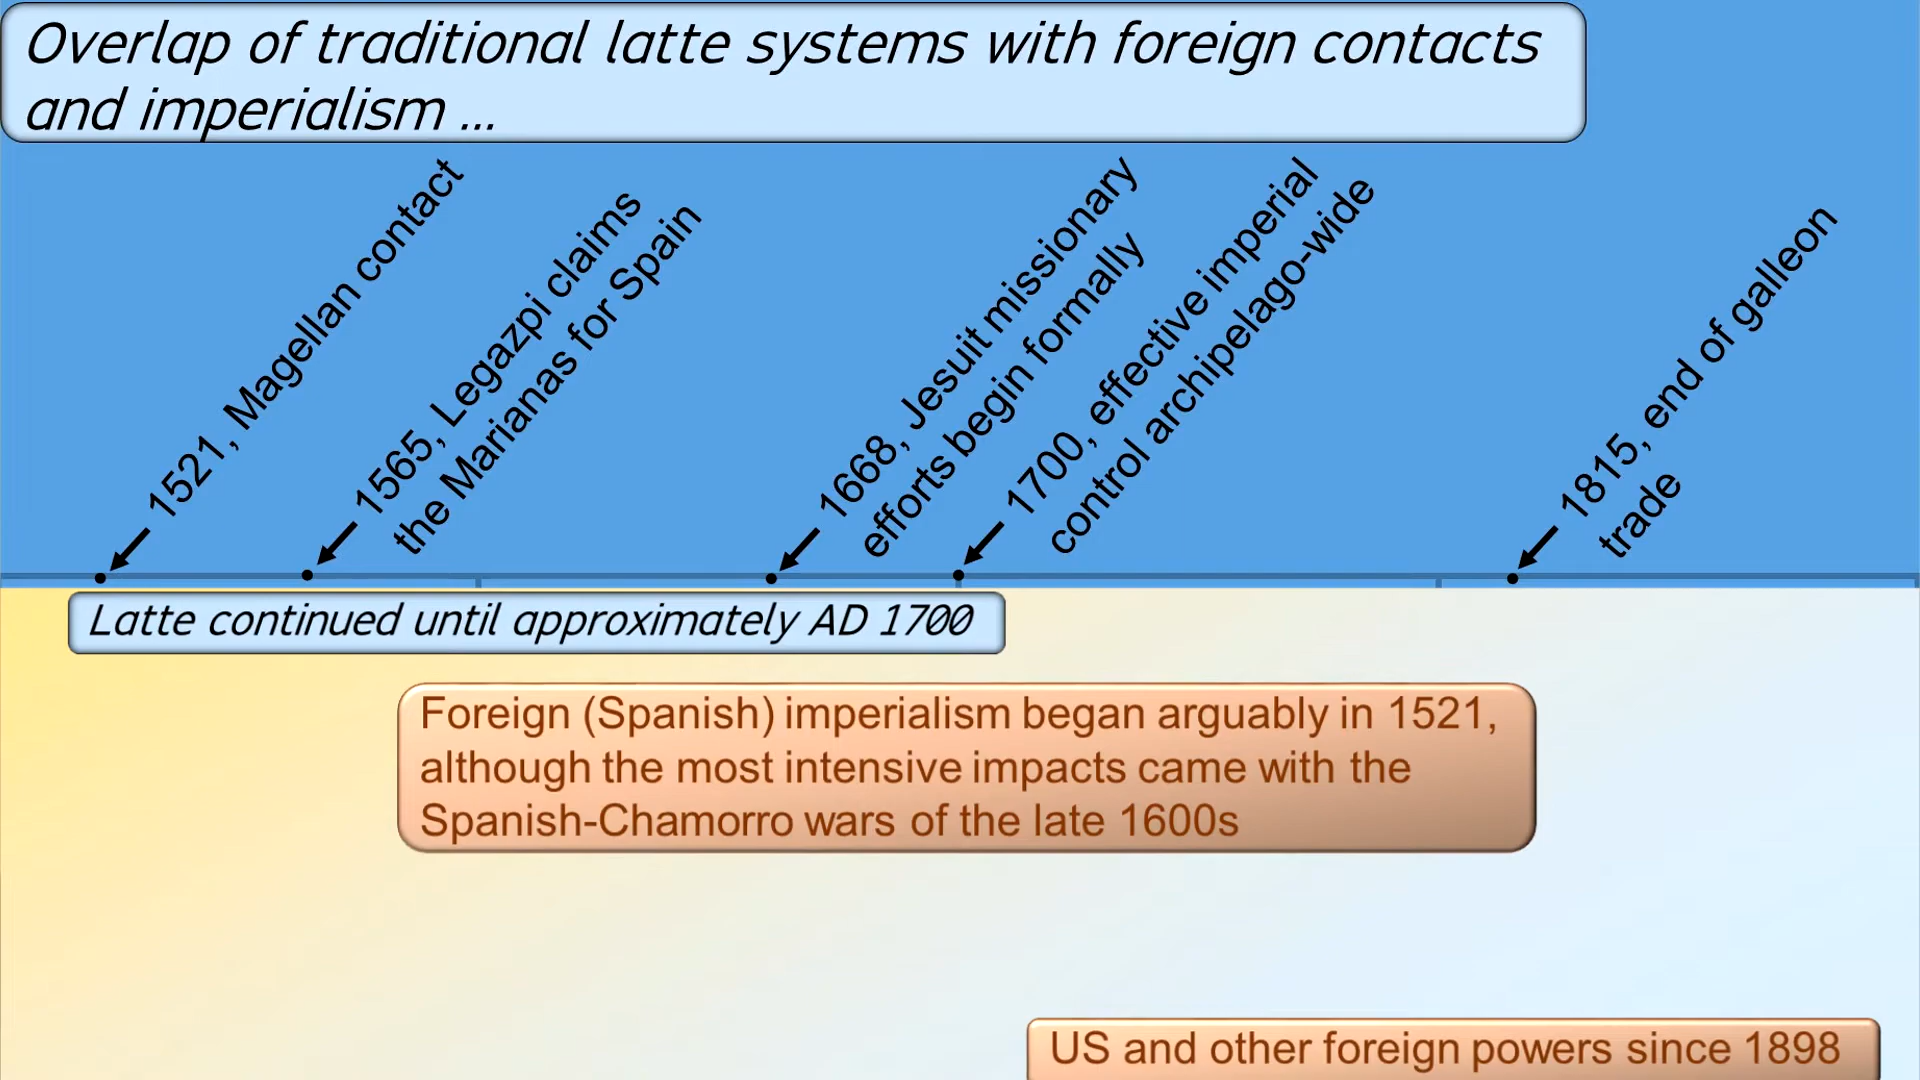 Overlap of traditional latte systems with foreign contacts
and imperialism ...
1521, Magellan contact
1565, Legazpi claims
the Marianas for Spain
1668, Jesuit missionary
efforts begin formally
1700, effective imperial
control archipelago-wide
1815, end of galleon
trade
Latte continued until approximately AD 1700
Foreign (Spanish) imperialism began arguably in 1521,
although the most intensive impacts came with the
Spanish-Chamorro wars of the late 1600s
US and other foreign powers since 1898